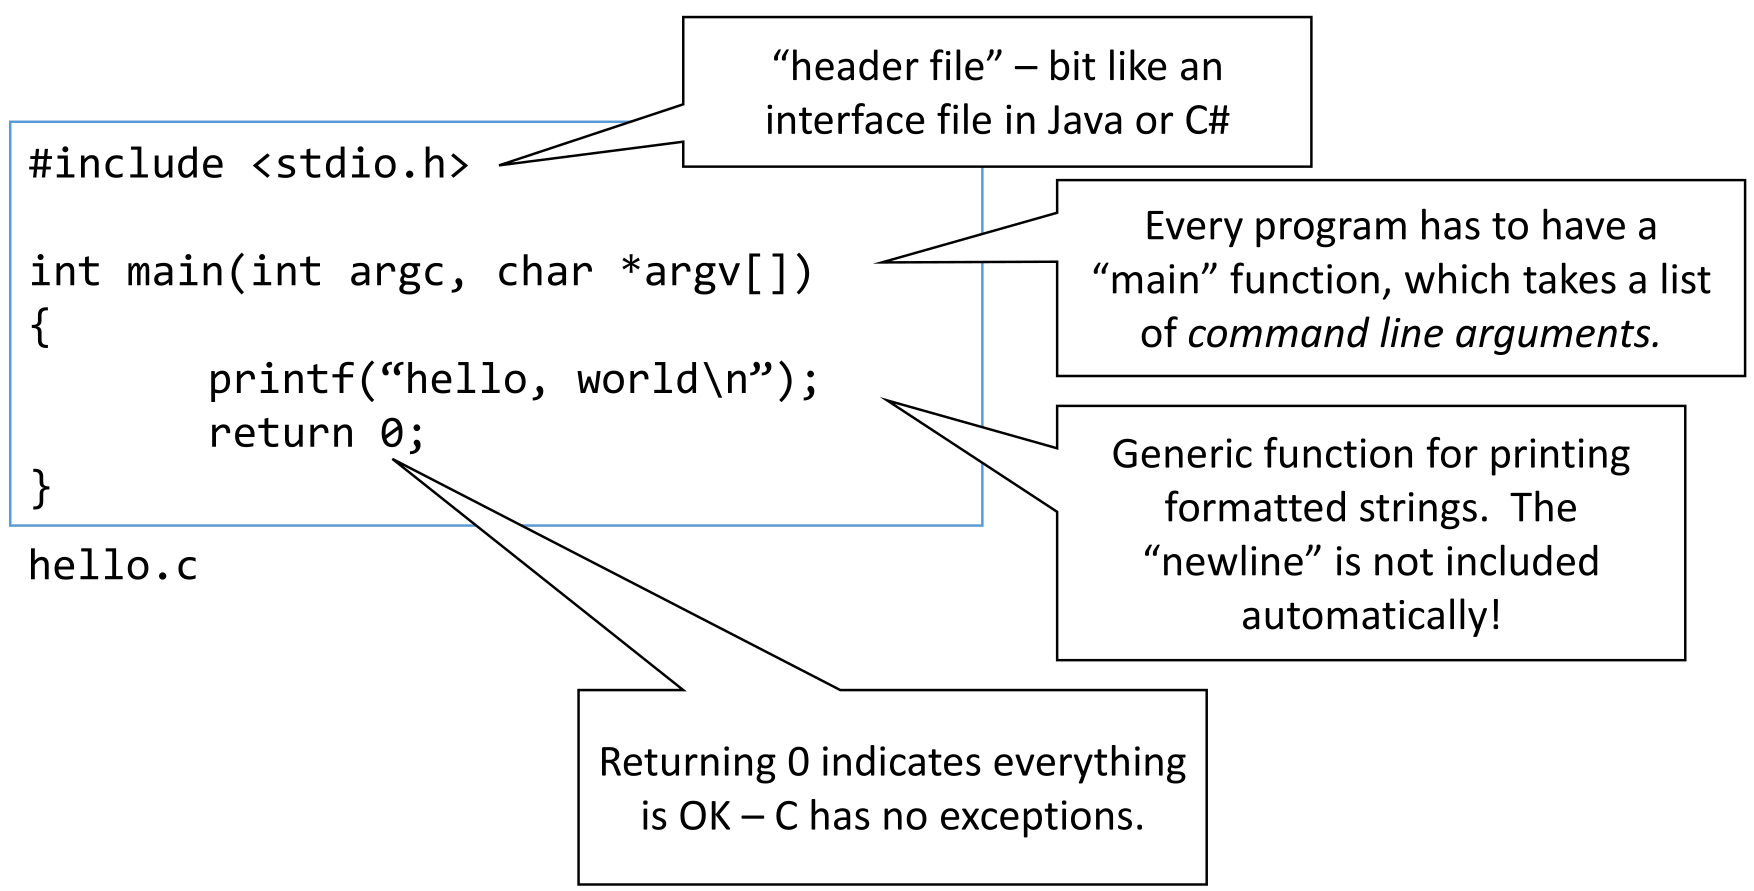 “header file” – bit like an
interface file in Java or C#
#include <stdio.h>
int main(int argc, char *argv[])
{
printf(“hello, world\n”);
return 0;
}
hello.c
Every program has to have a
“main” function, which takes a list
of command line arguments.
Generic function for printing
formatted strings. The
“newline” is not included
automatically!
Returning 0 indicates everything
is OK – C has no exceptions.